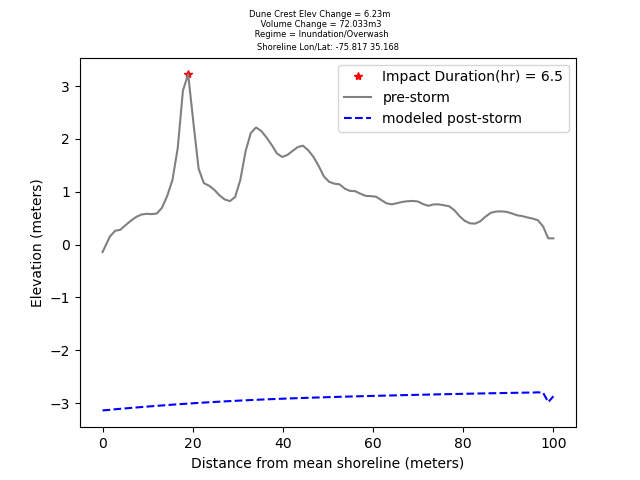 Dune Crest Elev Change = 6.23m
Volume Change = 72.033m3
Regime = Inundation/Overwash
Shoreline Lon/Lat: -75.817 35.168
Impact Duration(hr) = 6.5
pre-storm
modeled post-storm
3
2
1
0
−1
−2
−3
Elevation (meters)
0 20 40 60 80 100
Distance from mean shoreline (meters)